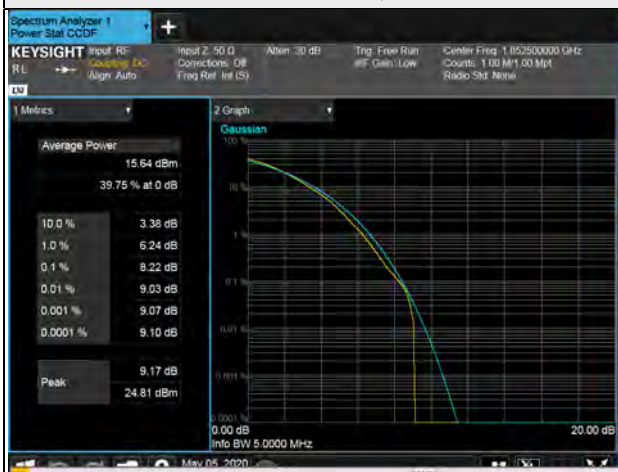 Spectrum Analyzer 1
Power Stat CCDF
+
KEYSIGHT Input: RF Input Z: 50 Ω Atten: 30 dB Trig: Free Run Center Freq: 1.852500000 GHz
RL Coupling: DC Corrections: Off #IF Gain: Low Counts: 1.00 M/1.00 Mpt
Align: Auto Freq Ref: Int (S) Radio Std: None
1 Metrics
2 Graph
Gaussian
Average Power
15.64 dBm
39.75 % at 0 dB
10.0 % 3.38 dB
1.0 % 6.24 dB
0.1 % 8.22 dB
0.01 % 9.03 dB
0.001 % 9.07 dB
0.0001 % 9.10 dB
Peak 9.17 dB
24.81 dBm
100 %
10 %
1 %
0.1 %
0.01 %
0.001 %
0.0001 %
0.00 dB 20.00 dB
Info BW 5.0000 MHz
May 05, 2020